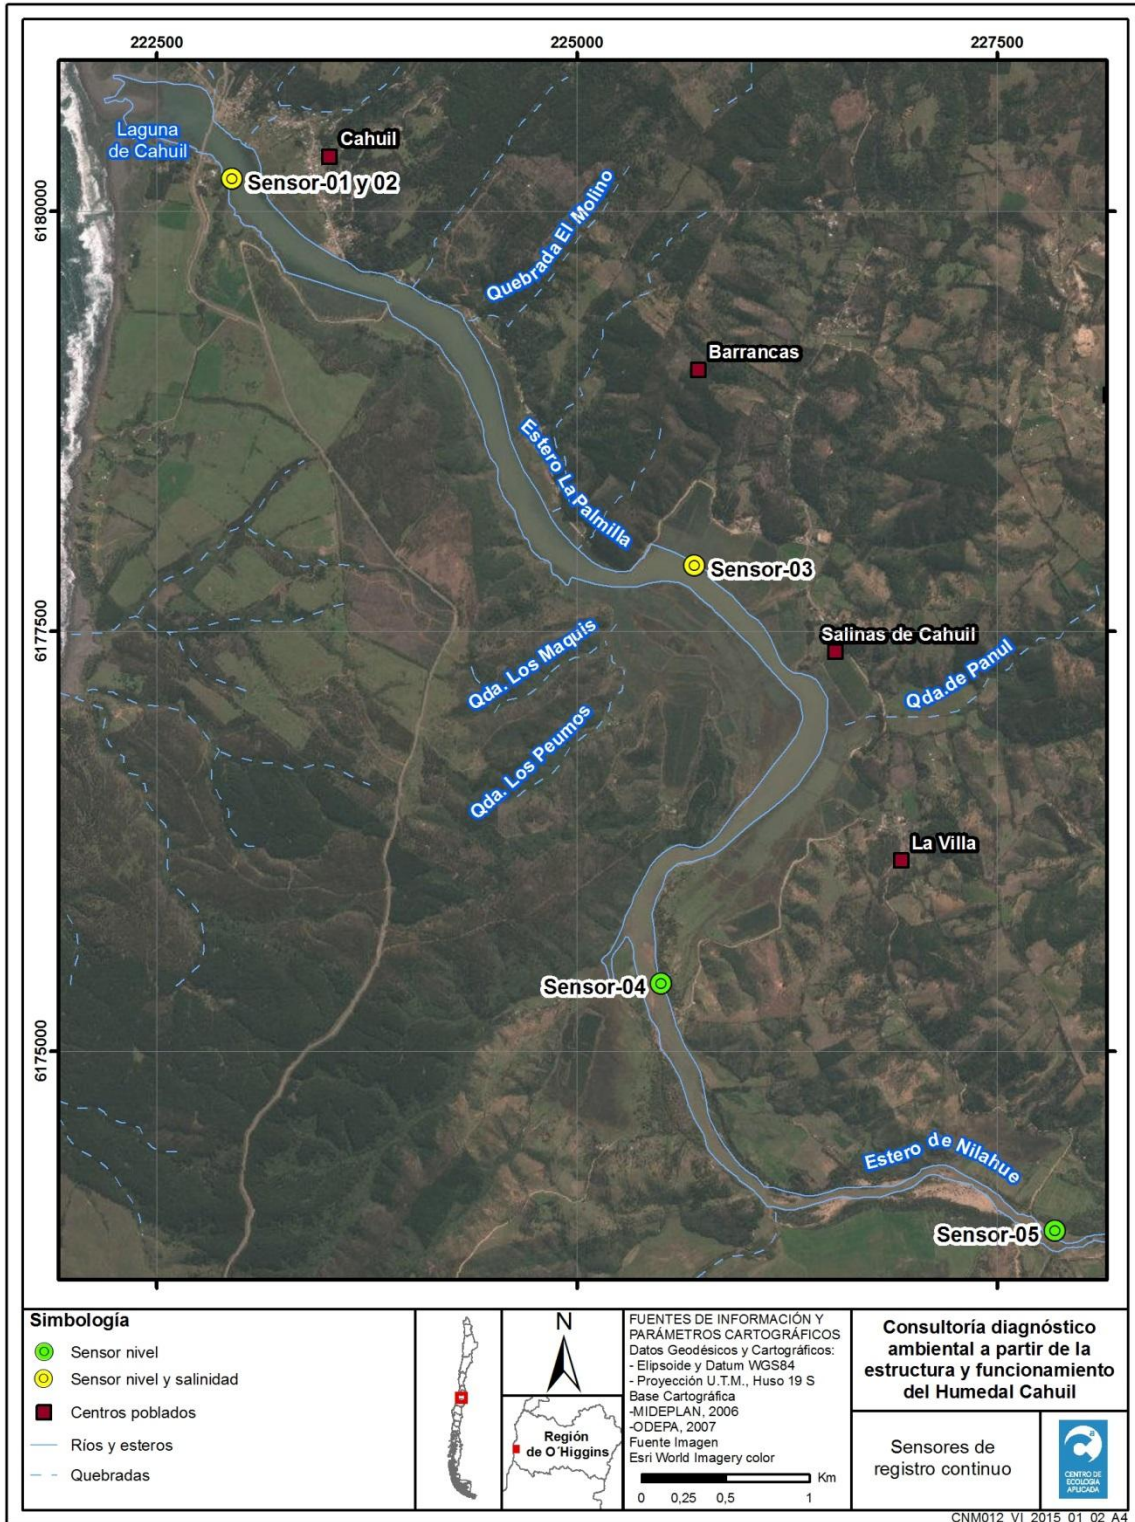 222500
225000
227500
6180000
6177500
6175000
Laguna
de Cahuil
Cahuil
Sensor-01 y 02
Quebrada El Molino
Barrancas
Estero La Palmilla
Sensor-03
Qda. Los Maquis
Salinas de Cahuil
Qda.de Panul
Qda. Los Peumos
La Villa
Sensor-04
Estero de Nilahue
Sensor-05
Simbología
Sensor nivel
Sensor nivel y salinidad
Centros poblados
Ríos y esteros
Quebradas
N
Región
de O´Higgins
FUENTES DE INFORMACIÓN Y
PARÁMETROS CARTOGRÁFICOS
Datos Geodésicos y Cartográficos:
- Elipsoide y Datum WGS84
- Proyección U.T.M., Huso 19 S
Base Cartográfica
-MIDEPLAN, 2006
-ODEPA, 2007
Fuente Imagen
Esri World Imagery color
Km
0 0,25 0,5 1
Consultoría diagnóstico
ambiental a partir de la
estructura y funcionamiento
del Humedal Cahuil
Sensores de
registro continuo
CENTRO DE
ECOLOGIA
APLICADA
CNM012_VI_2015_01_02_A4